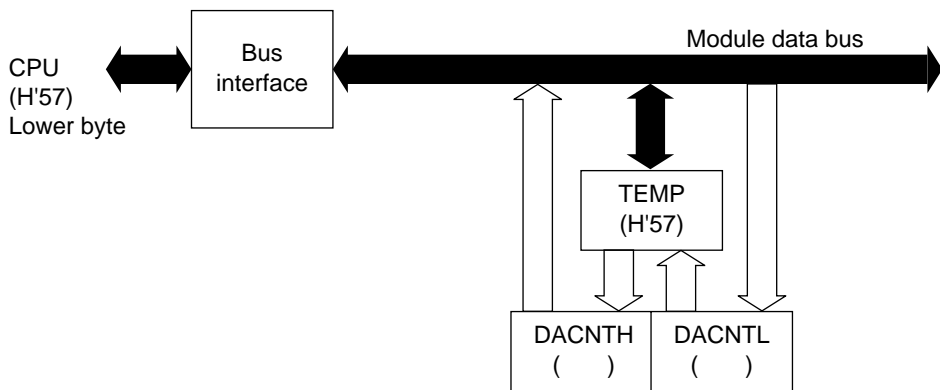 CPU
(H'57)
Lower byte
Bus
interface
Module data bus
TEMP
(H'57)
DACNTH
(      )
DACNTL
(      )